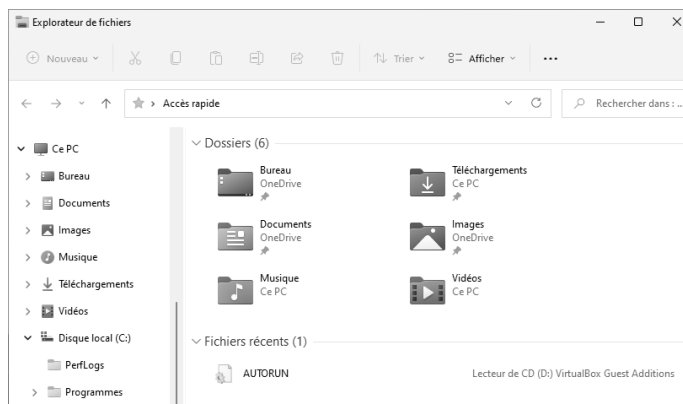 Explorateur de fichiers
Nouveau
Trier
Afficher
Accès rapide
Rechercher dans : ...
Ce PC
Bureau
Documents
Images
Musique
Téléchargements
Vidéos
Disque local (C:)
PerfLogs
Programmes
Dossiers (6)
Bureau
OneDrive
Téléchargements
Ce PC
Documents
OneDrive
Images
OneDrive
Musique
Ce PC
Vidéos
Ce PC
Fichiers récents (1)
AUTORUN
Lecteur de CD (D:) VirtualBox Guest Additions